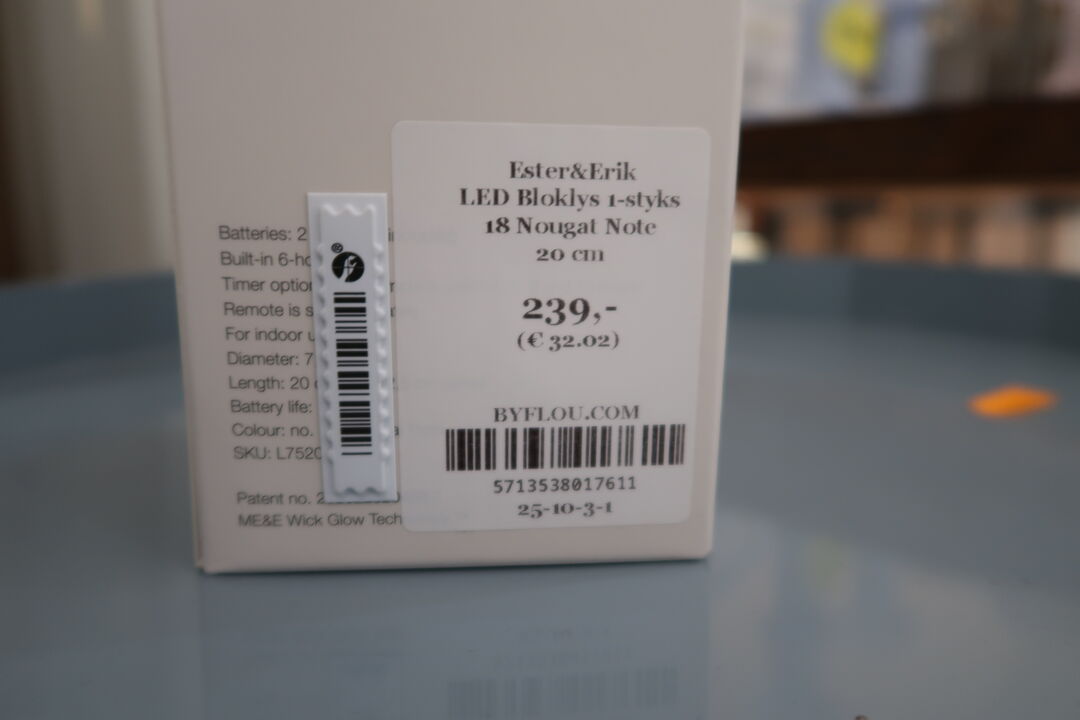 Batteries: 2
Built-in 6-ho
Timer option
Remote is s
For indoor u
Diameter: 7
Length: 20
Battery life:
Colour: no.
SKU: L7520
Patent no. 2
ME&E Wick Glow Tech
®
Ester&Erik
LED Bloklys 1-styks
18 Nougat Note
20 cm
239,-
(€ 32.02)
BYFLOU.COM
5713538017611
25-10-3-1